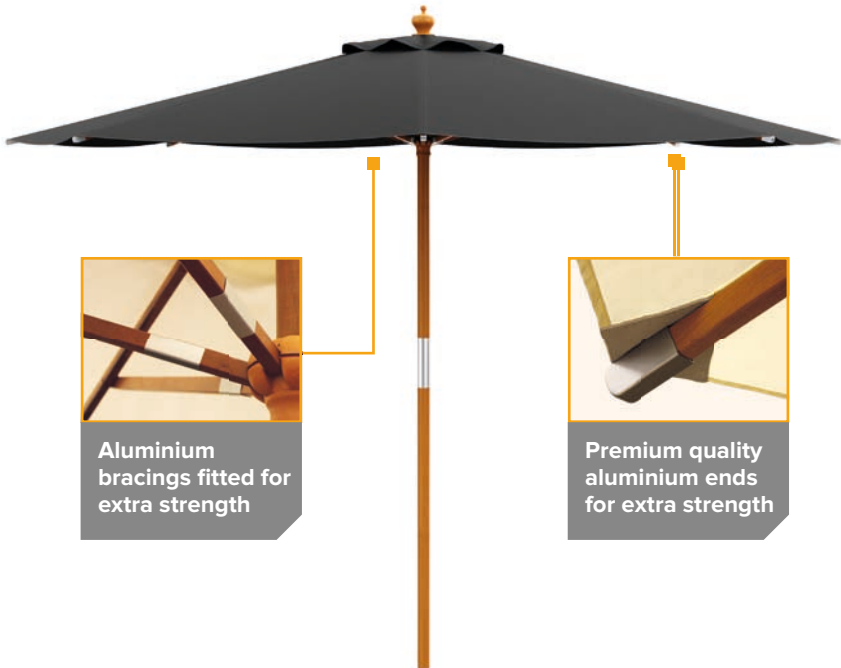 Aluminium
bracings fitted for
extra strength
Premium quality
aluminium ends
for extra strength